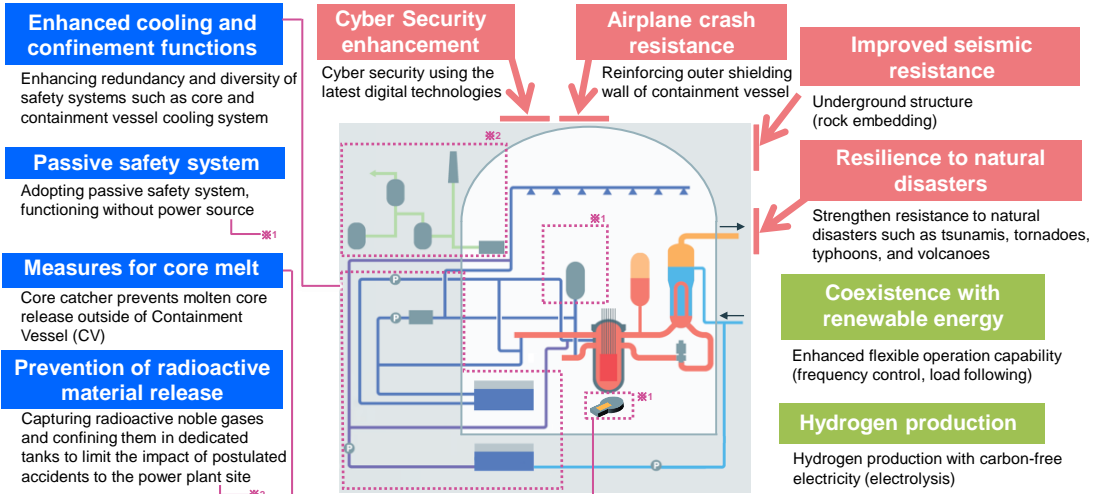 Enhanced cooling and
confinement functions
Enhancing redundancy and diversity of
safety systems such as core and
containment vessel cooling system
Passive safety system
Adopting passive safety system,
functioning without power source
※1
Measures for core melt
Core catcher prevents molten core
release outside of Containment
Vessel (CV)
Prevention of radioactive
material release
Capturing radioactive noble gases
and confining them in dedicated
tanks to limit the impact of postulated
accidents to the power plant site
※2
Cyber Security
enhancement
Cyber security using the
latest digital technologies
Airplane crash
resistance
Reinforcing outer shielding
wall of containment vessel
※2
※1
P
P
※1
P
P
Improved seismic
resistance
Underground structure
(rock embedding)
Resilience to natural
disasters
Strengthen resistance to natural
disasters such as tsunamis, tornadoes,
typhoons, and volcanoes
Coexistence with
renewable energy
Enhanced flexible operation capability
(frequency control, load following)
Hydrogen production
Hydrogen production with carbon-free
electricity (electrolysis)